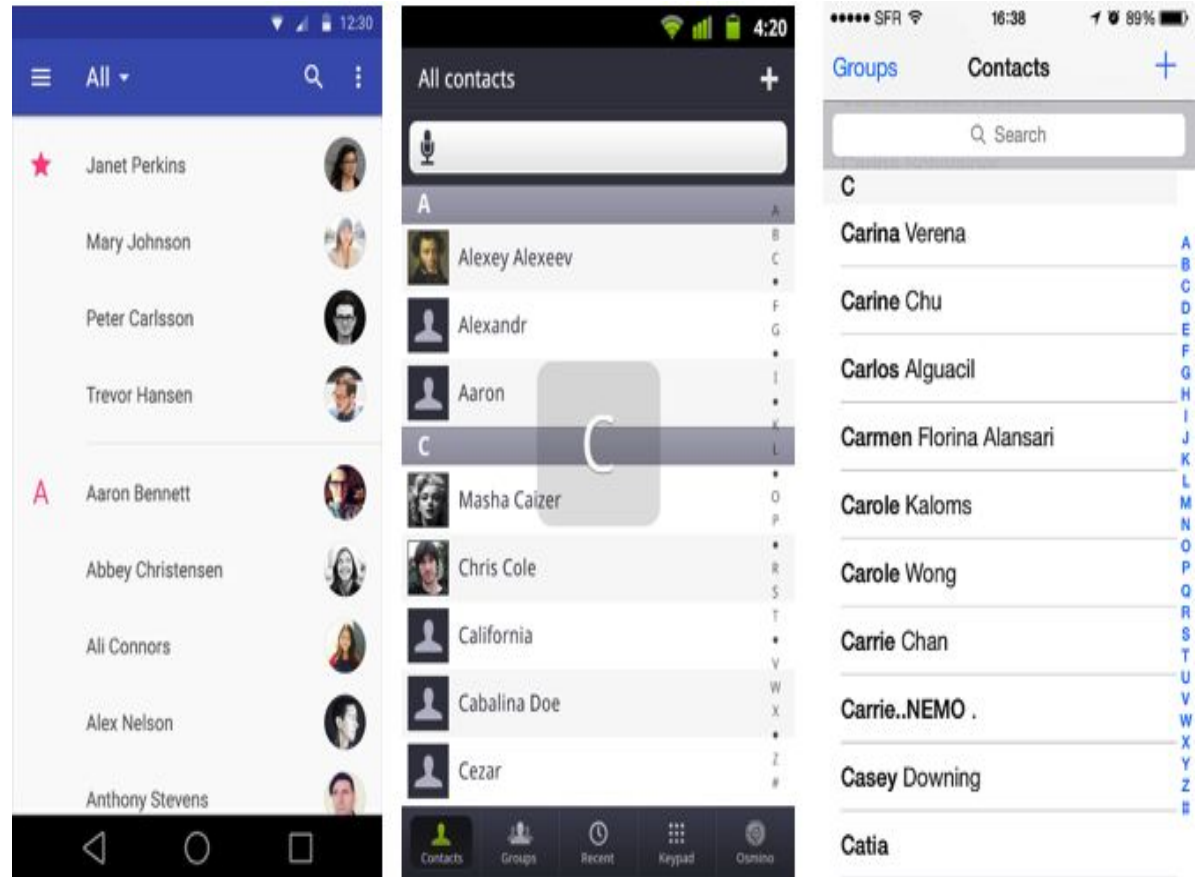 12:30
All
Janet Perkins
Mary Johnson
Peter Carlsson
Trevor Hansen
A
Aaron Bennett
Abbey Christensen
Ali Connors
Alex Nelson
Anthony Stevens
4:20
All contacts
A
Alexey Alexeev
Alexandr
Aaron
C
C
Masha Caizer
Chris Cole
California
Cabalina Doe
Cezar
A
B
C
•
F
G
•
I
•
K
L
•
O
P
•
R
S
T
•
V
W
X
•
Z
#
Contacts Groups Recent Keypad Osmino
SFR 16:38 89%
Groups Contacts +
Search
C
Carina Verena
Carine Chu
Carlos Alguacil
Carmen Florina Alansari
Carole Kaloms
Carole Wong
Carrie Chan
Carrie..NEMO .
Casey Downing
Catia
A
B
C
D
E
F
G
H
I
J
K
L
M
N
O
P
Q
R
S
T
U
V
W
X
Y
Z
#